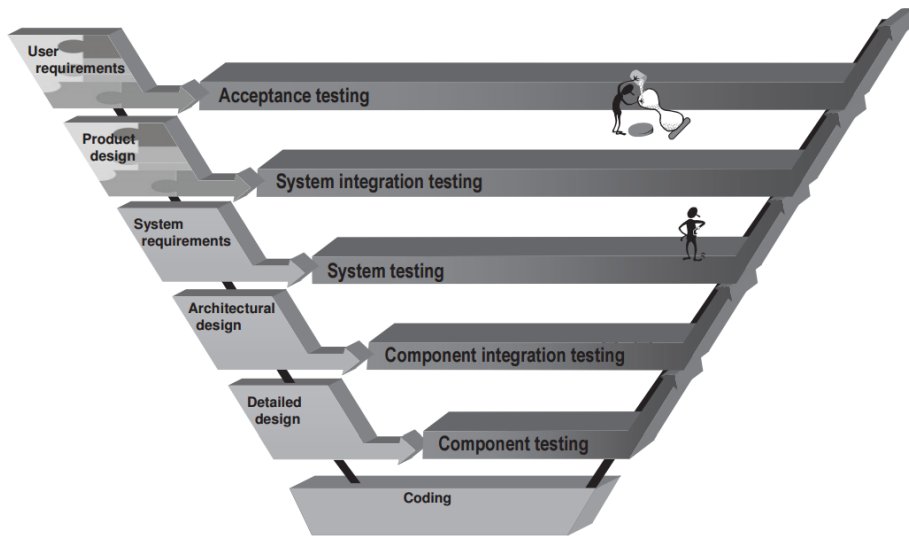 User
requirements
Acceptance testing
Product
design
System integration testing
System
requirements
System testing
Architectural
design
Component integration testing
Detailed
design
Component testing
Coding